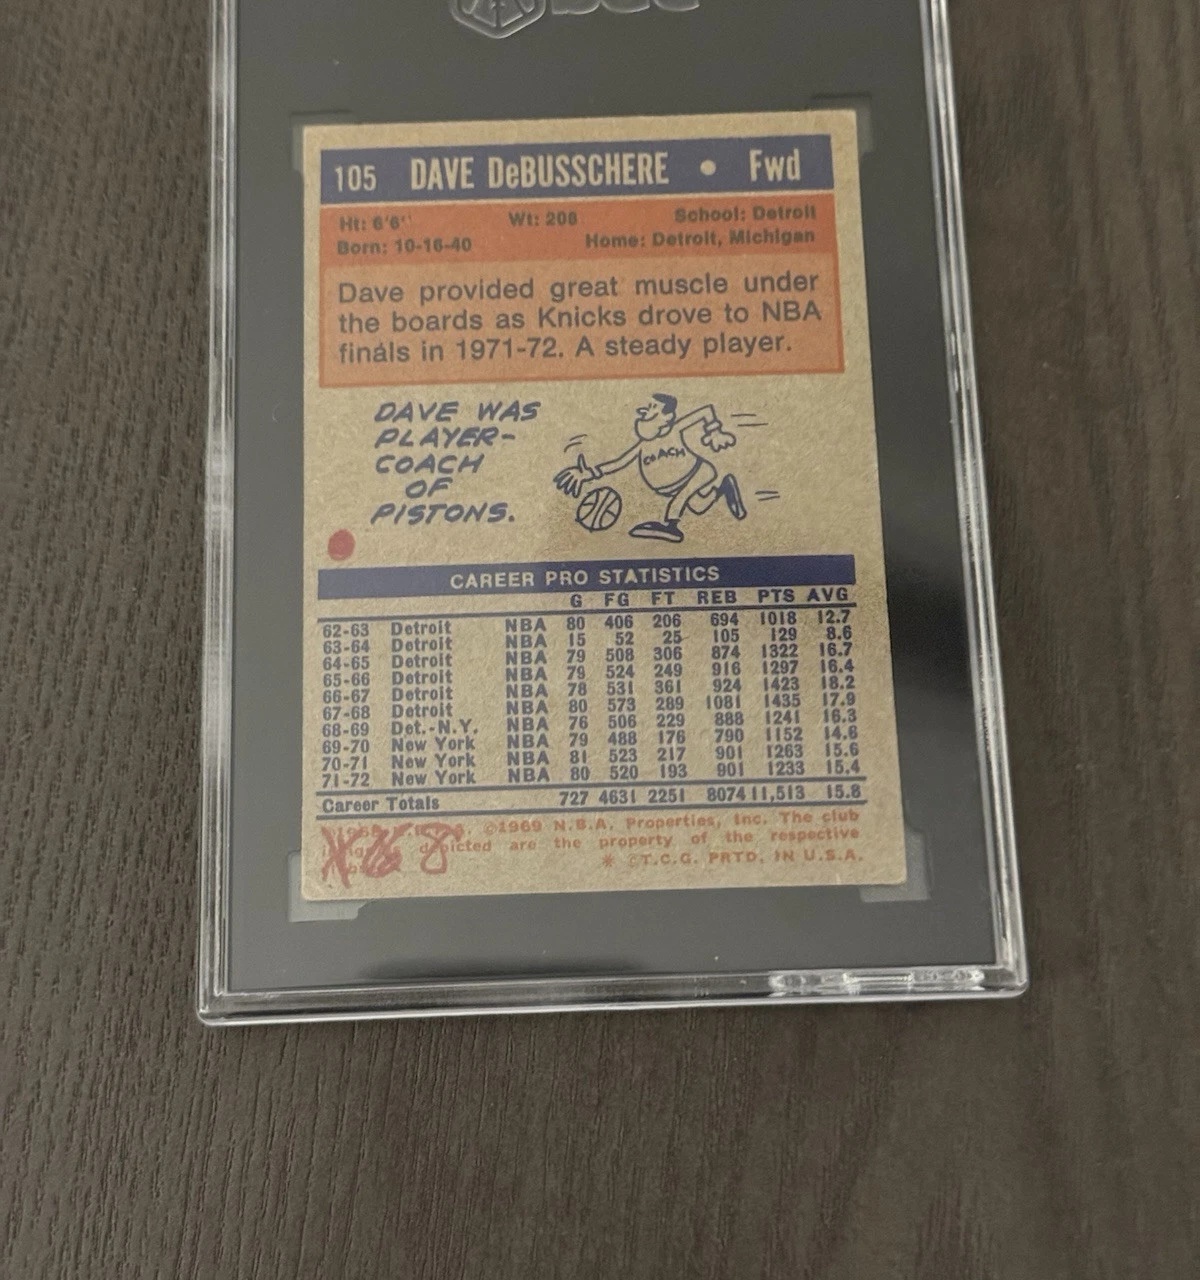 105 DAVE DeBUSSCHERE • Fwd
Ht: 6'6" Wt: 208 School: Detroit
Born: 10-16-40 Home: Detroit, Michigan
Dave provided great muscle under
the boards as Knicks drove to NBA
finals in 1971-72. A steady player.
DAVE WAS
PLAYER-
COACH
OF
PISTONS.
COACH
CAREER PRO STATISTICS
G FG FT REB PTS AVG
62-63 Detroit NBA 80 406 206 694 1018 12.7
63-64 Detroit NBA 15 52 25 105 129 8.6
64-65 Detroit NBA 79 508 306 874 1322 16.7
65-66 Detroit NBA 79 524 249 916 1297 16.4
66-67 Detroit NBA 78 531 361 924 1423 18.2
67-68 Detroit NBA 80 573 289 1081 1435 17.9
68-69 Det.-N.Y. NBA 76 506 229 888 1241 16.3
69-70 New York NBA 79 488 176 790 1152 14.6
70-71 New York NBA 81 523 217 901 1263 15.6
71-72 New York NBA 80 520 193 901 1233 15.4
Career Totals 727 4631 2251 8074 11,513 15.8
©1969 N.B.A. Properties, Inc. The club
are the property of the respective
* ©T.C.G. PRTD. IN U.S.A.